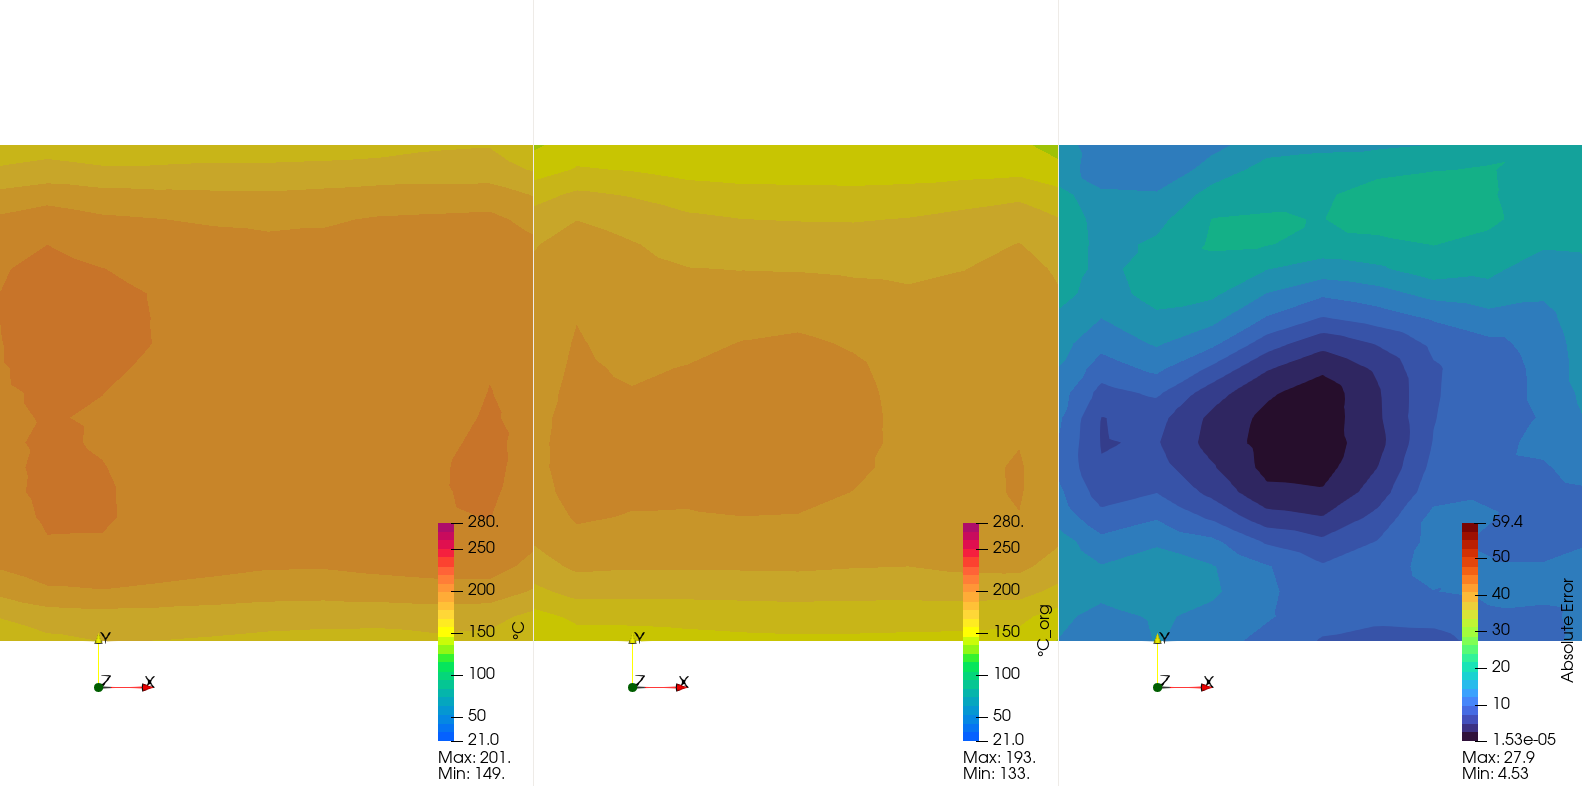 280.
250
200
150
100
50
21.0
°C
Max: 201.
Min: 149.
Y
Z
X
280.
250
200
150
100
50
21.0
°C_org
Max: 193.
Min: 133.
Y
Z
X
59.4
50
40
30
20
10
1.53e-05
Absolute Error
Max: 27.9
Min: 4.53
Y
Z
X